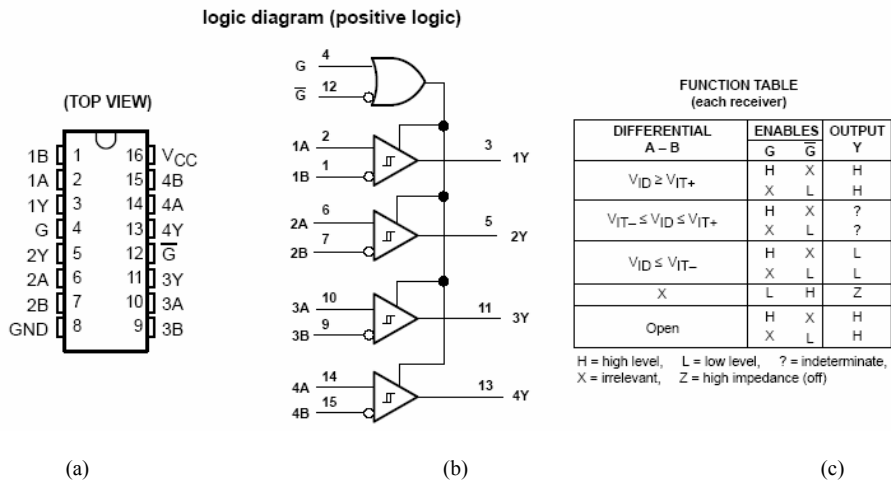 logic diagram (positive logic)
(TOP VIEW)
1B 1 16 VCC
1A 2 15 4B
1Y 3 14 4A
G 4 13 4Y
2Y 5 12 G̅
2A 6 11 3Y
2B 7 10 3A
GND 8 9 3B
G 4
G̅ 12
1A 2
1B 1
3 1Y
2A 6
2B 7
5 2Y
3A 10
3B 9
11 3Y
4A 14
4B 15
13 4Y
FUNCTION TABLE
(each receiver)
DIFFERENTIAL ENABLES OUTPUT
A – B G G̅ Y
VID ≥ VIT+ H X H
X L H
VIT– ≤ VID ≤ VIT+ H X ?
X L ?
VID ≤ VIT– H X L
X L L
X L H Z
Open H X H
X L H
H = high level, L = low level, ? = indeterminate,
X = irrelevant, Z = high impedance (off)
(a) (b) (c)